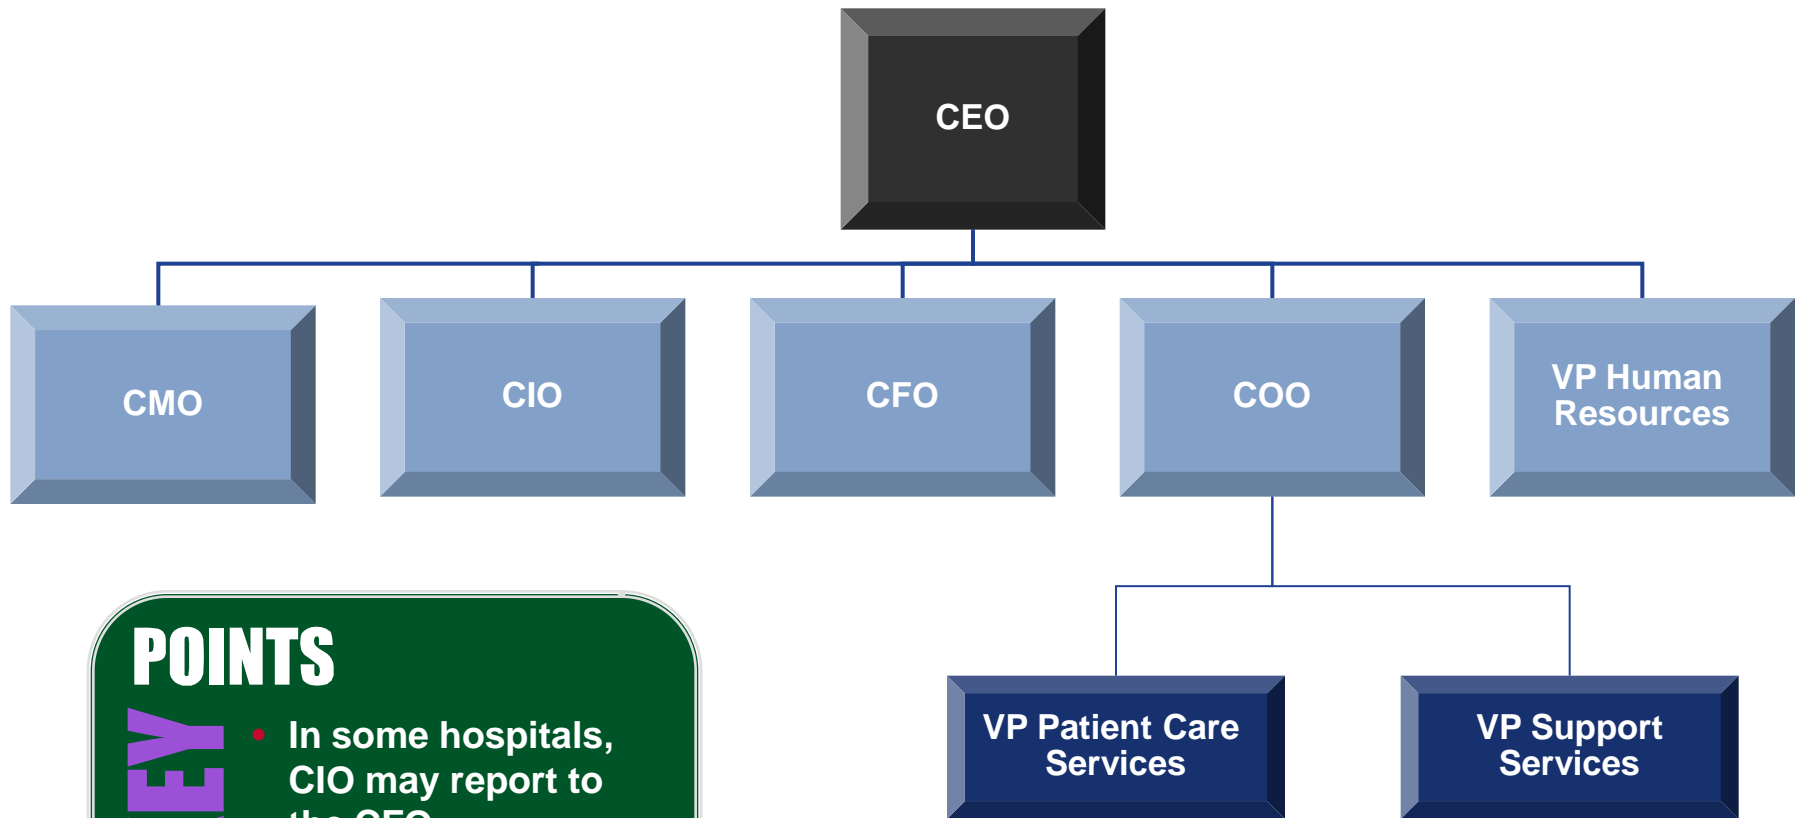 CEO
CMO
CIO
CFO
COO
VP Human
Resources
POINTS
• In some hospitals,
CIO may report to
VP Patient Care
Services
VP Support
Services